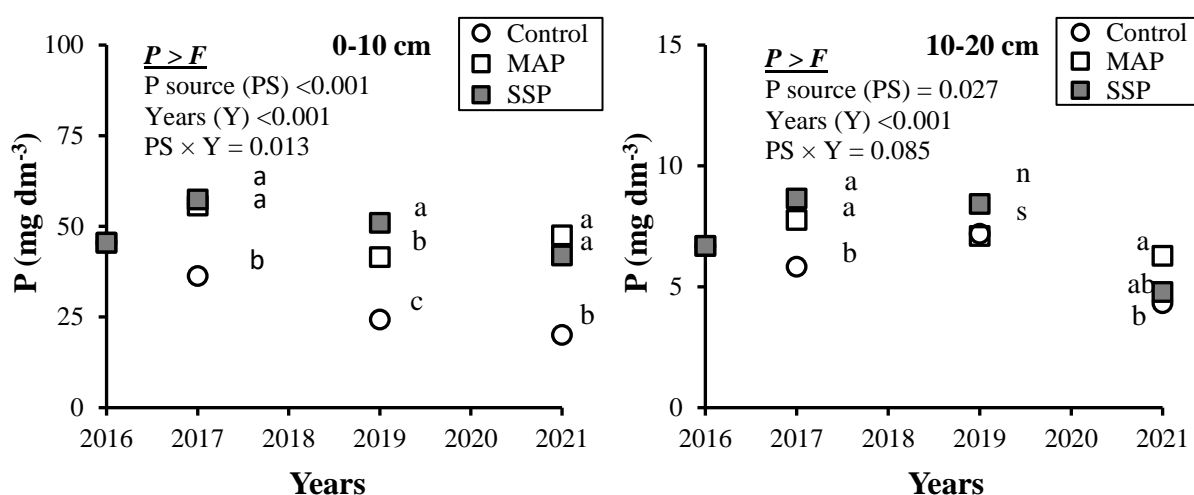 0-10 cm
P > F
P source (PS) <0.001
Years (Y) <0.001
PS × Y = 0.013
Control
MAP
SSP
P (mg dm-3)
100
75
50
25
0
a
a
b
a
b
c
a
a
b
2016 2017 2018 2019 2020 2021
Years
10-20 cm
P > F
P source (PS) = 0.027
Years (Y) <0.001
PS × Y = 0.085
Control
MAP
SSP
P (mg dm-3)
15
10
5
0
a
a
b
n
s
a
ab
b
2016 2017 2018 2019 2020 2021
Years